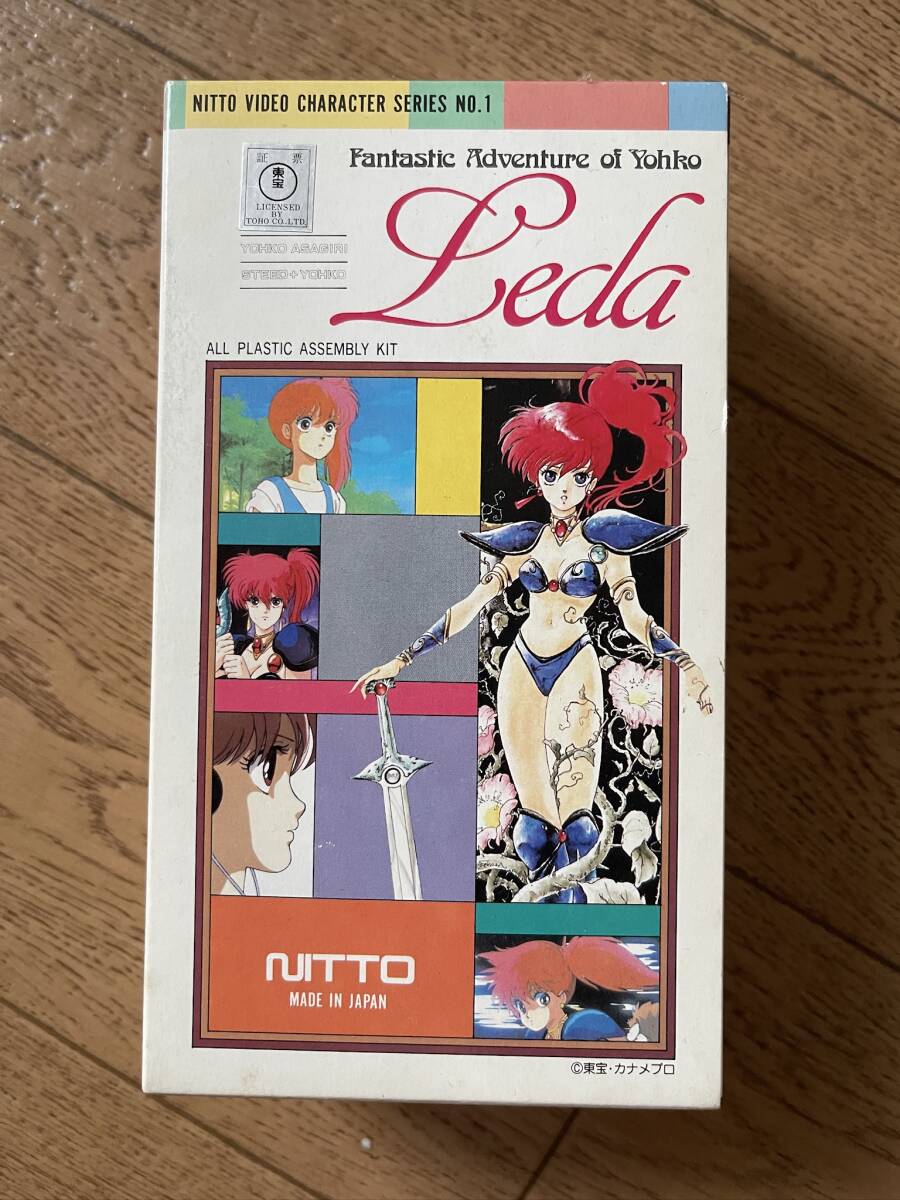 NITTO VIDEO CHARACTER SERIES NO.1
Fantastic Adventure of Yohko
Leda
証 票
東宝
LICENSED
BY
TOHO CO.,LTD.
YOHKO ASAGIRI
STEED+YOHKO
ALL PLASTIC ASSEMBLY KIT
NITTO
MADE IN JAPAN
©東宝・カナメプロ